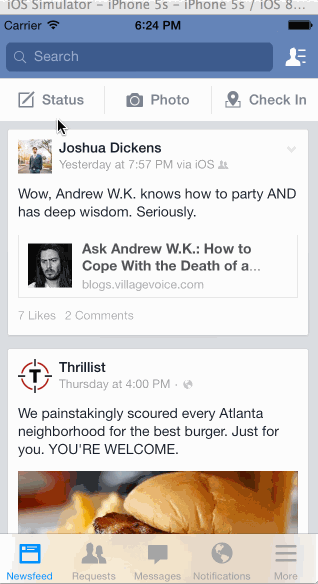 iOS Simulator – iPhone 5s – iPhone 5s / iOS 8...
Carrier 6:24 PM
Search
Status Photo Check In
Joshua Dickens
Yesterday at 7:57 PM via iOS
Wow, Andrew W.K. knows how to party AND
has deep wisdom. Seriously.
Ask Andrew W.K.: How to
Cope With the Death of a...
blogs.villagevoice.com
7 Likes 2 Comments
T
Thrillist
Thursday at 4:00 PM ·
We painstakingly scoured every Atlanta
neighborhood for the best burger. Just for
you. YOU'RE WELCOME.
Newsfeed Requests Messages Notifications More